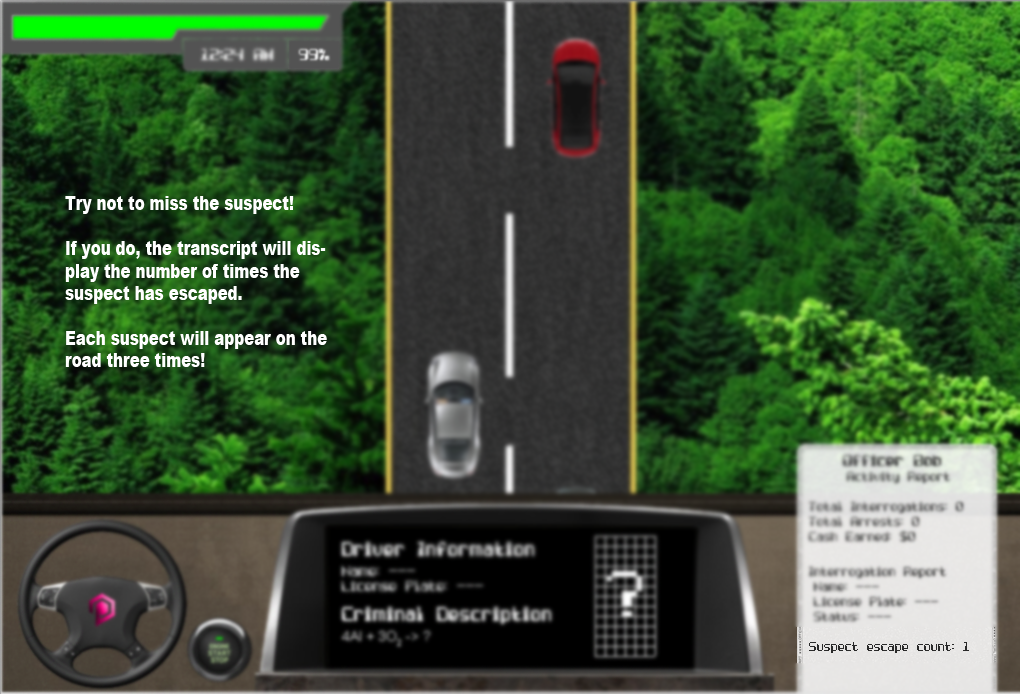 12:24 AM 99%
Try not to miss the suspect!
If you do, the transcript will dis-
play the number of times the
suspect has escaped.
Each suspect will appear on the
road three times!
Officer Bob
Activity Report
Total Interrogations: 0
Total Arrests: 0
Cash Earned: $0
Interrogation Report
Name: ---
License Plate: ---
Status: ---
Suspect escape count: 1
Driver Information
Name: ---
License Plate: ---
Criminal Description
4Al + 3O₂ -> ?
?
START
STOP